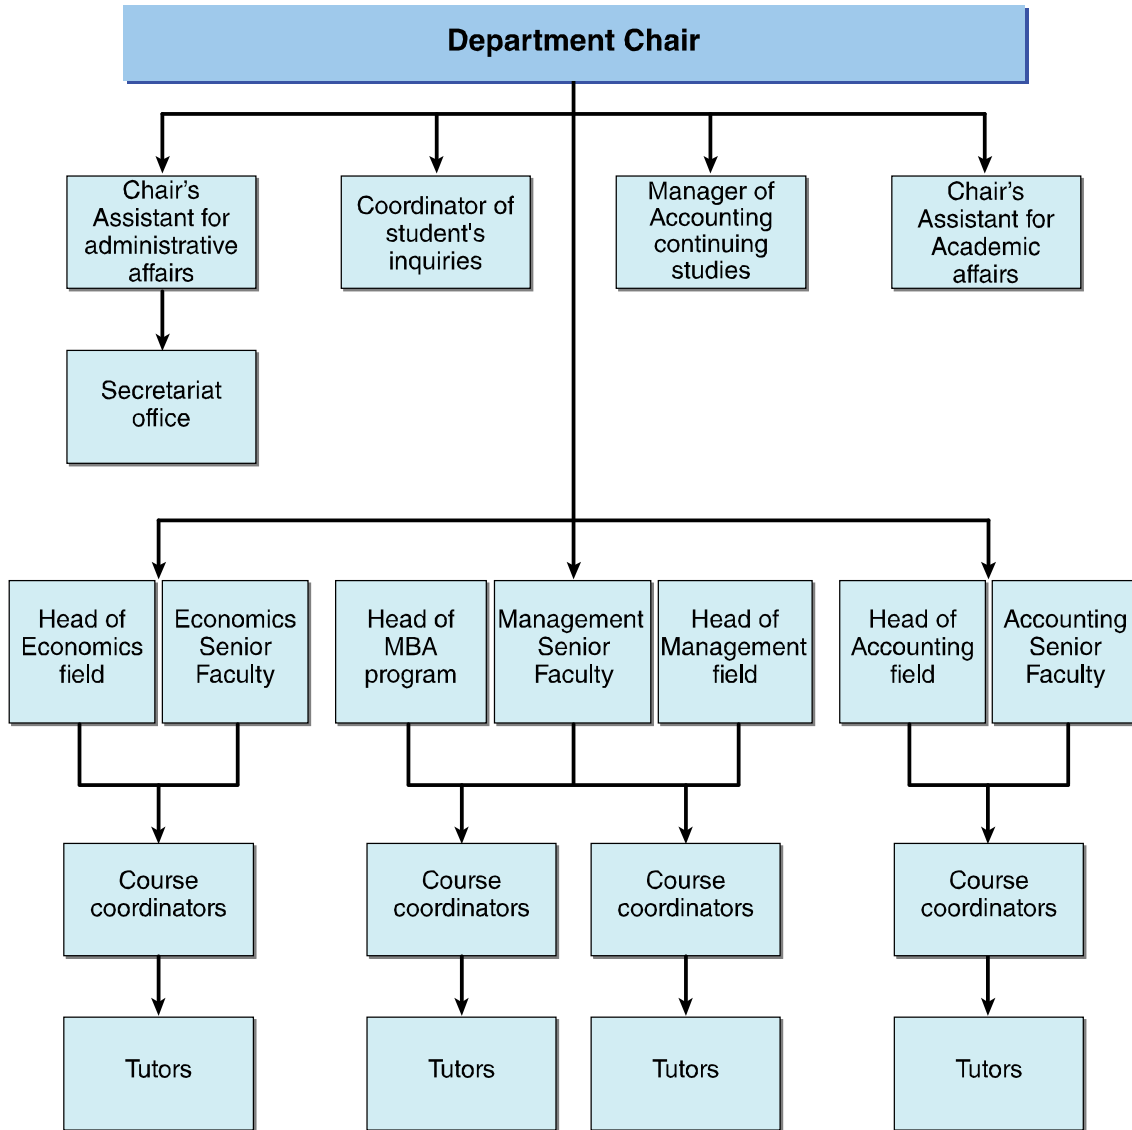 Department Chair
Chair's
Assistant for
administrative
affairs
Coordinator of
student's
inquiries
Manager of
Accounting
continuing
studies
Chair's
Assistant for
Academic
affairs
Secretariat
office
Head of
Economics
field
Economics
Senior
Faculty
Head of
MBA
program
Management
Senior
Faculty
Head of
Management
field
Head of
Accounting
field
Accounting
Senior
Faculty
Course
coordinators
Course
coordinators
Course
coordinators
Course
coordinators
Tutors
Tutors
Tutors
Tutors